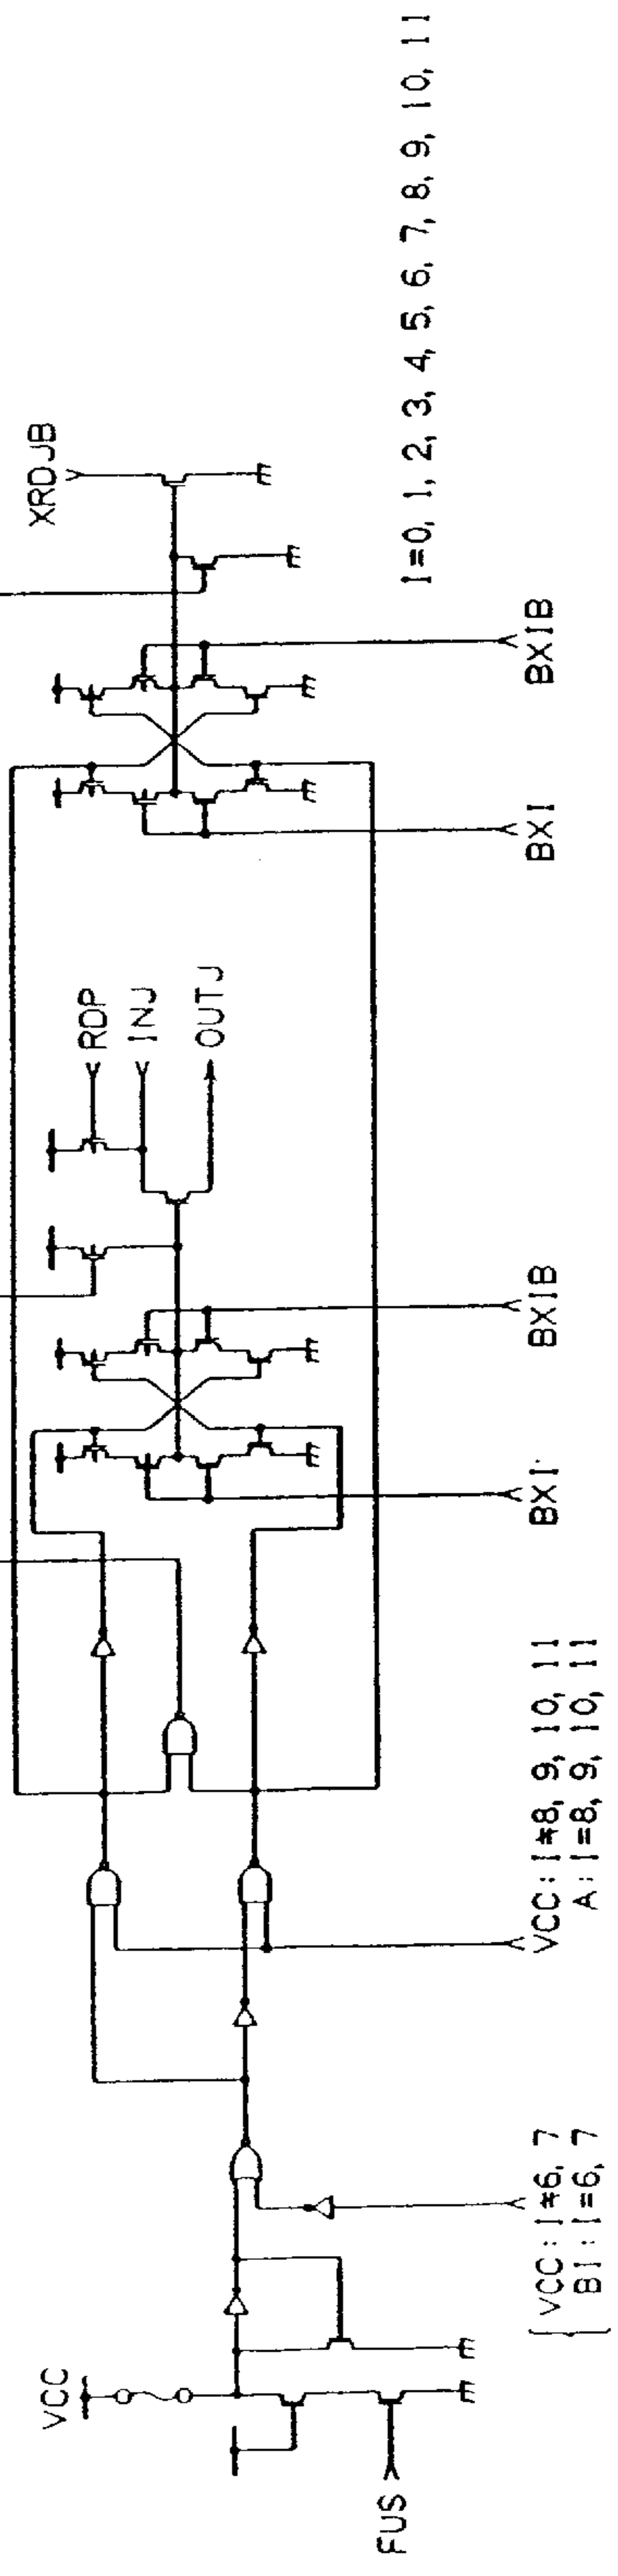 VCC
FUS
{ VCC: I≠6, 7
BI: I=6, 7
VCC: I≠8, 9, 10, 11
A: I=8, 9, 10, 11
BXI
BXIB
RDP
INJ
OUTJ
BXI
BXIB
XRDJB
I=0, 1, 2, 3, 4, 5, 6, 7, 8, 9, 10, 11